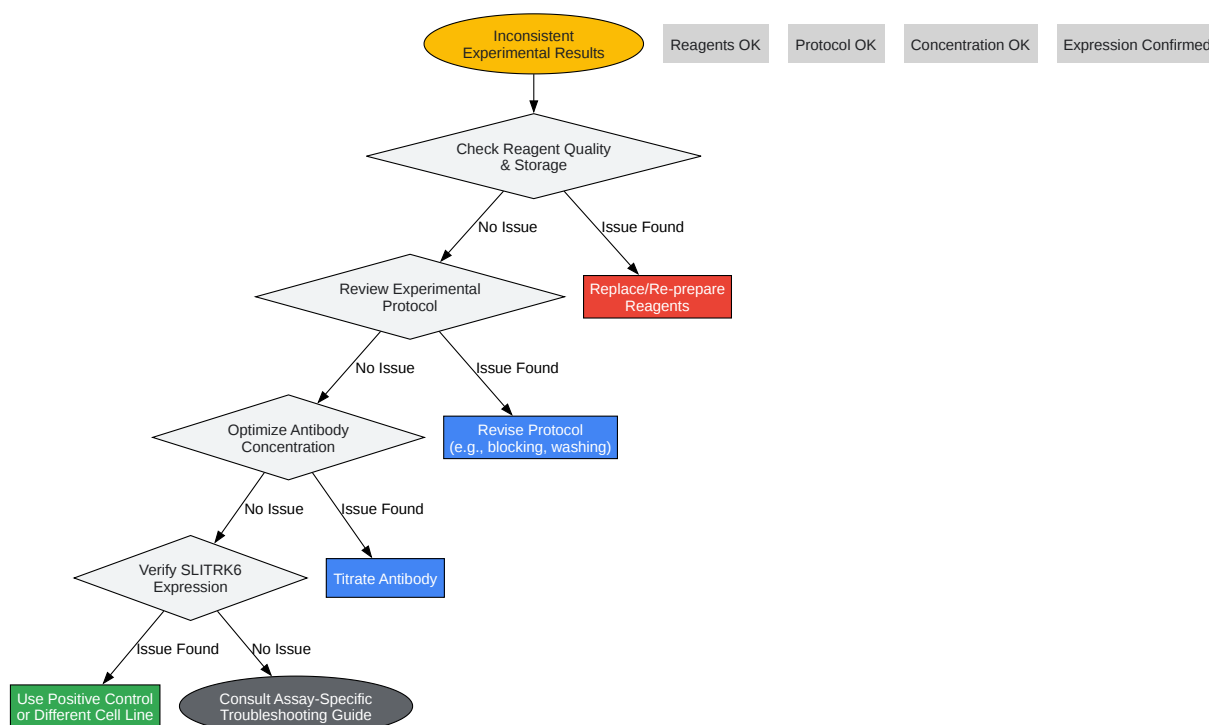 Inconsistent
Experimental Results
Reagents OK
Protocol OK
Concentration OK
Expression Confirmed
Check Reagent Quality
& Storage
No Issue
Issue Found
Review Experimental
Protocol
Replace/Re-prepare
Reagents
No Issue
Issue Found
Optimize Antibody
Concentration
Revise Protocol
(e.g., blocking, washing)
No Issue
Issue Found
Verify SLITRK6
Expression
Titrate Antibody
Issue Found
No Issue
Use Positive Control
or Different Cell Line
Consult Assay-Specific
Troubleshooting Guide